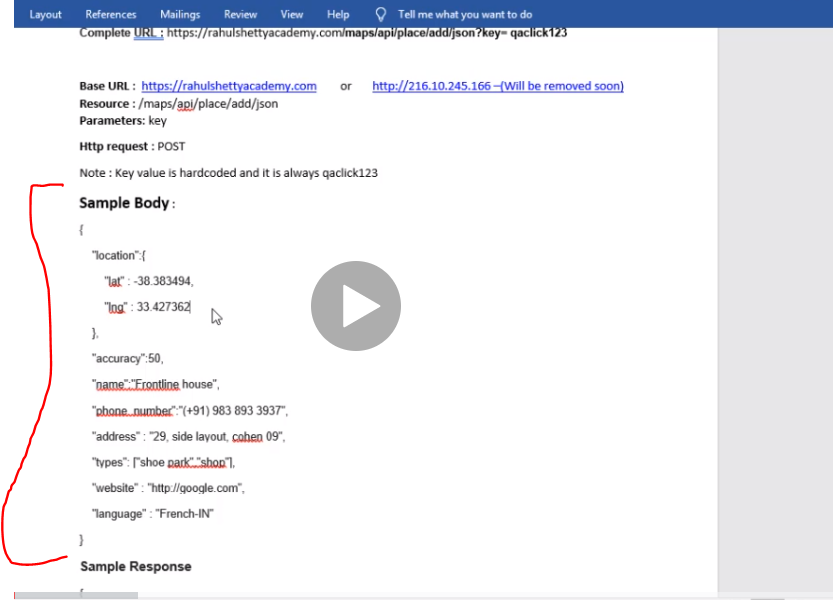 Layout References Mailings Review View Help Tell me what you want to do
Complete URL : https://rahulshettyacademy.com/maps/api/place/add/json?key= qaclick123
Base URL : https://rahulshettyacademy.com or http://216.10.245.166 –(Will be removed soon)
Resource : /maps/api/place/add/json
Parameters: key
Http request : POST
Note : Key value is hardcoded and it is always qaclick123
Sample Body :
{
"location":{
"lat" : -38.383494,
"lng" : 33.427362
},
"accuracy":50,
"name":"Frontline house",
"phone_number":"(+91) 983 893 3937",
"address" : "29, side layout, cohen 09",
"types": ["shoe park","shop"],
"website" : "http://google.com",
"language" : "French-IN"
}
Sample Response
{